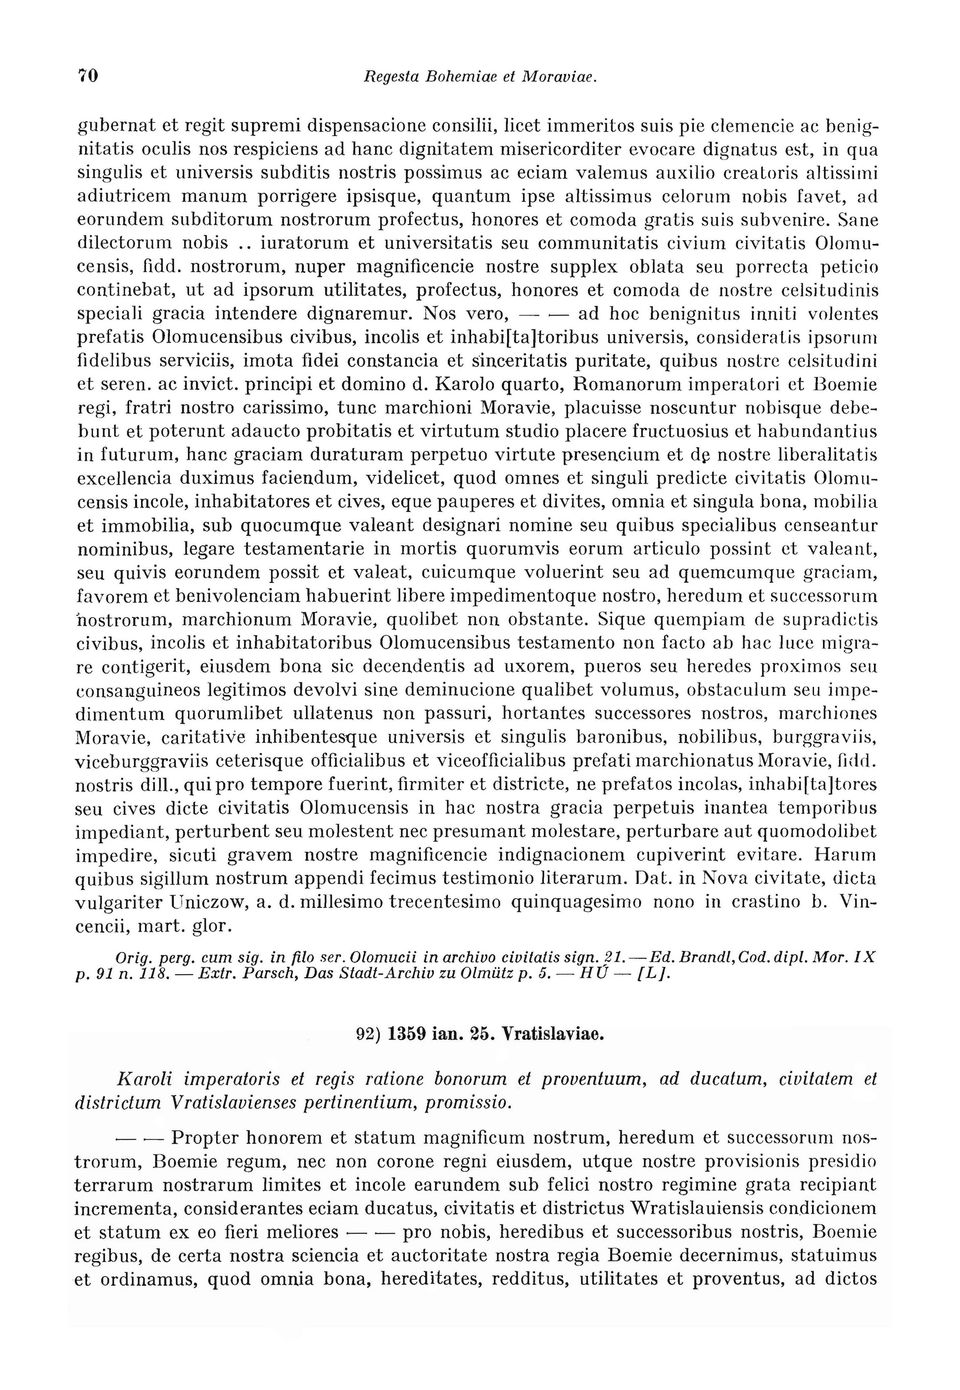 70 Regesta Bohemiae et Moraviae.
gubernat et regit supremi dispensacione consilii, licet immeritos suis pie clemencie ac benig-
nitatis oculis nos respiciens ad hanc dignitatem misericorditer evocare dignatus est, in qua
singulis et universis subditis nostris possimus ac eciam valemus auxilio creatoris altissimi
adiutricem manum porrigere ipsisque, quantum ipse altissimus celorum nobis favet, ad
eorundem subditorum nostrorum profectus, honores et comoda gratis suis subvenire. Sane
dilectorum nobis .. iuratorum et universitatis seu communitatis civium civitatis Olomu-
censis, fidd. nostrorum, nuper magnificencie nostre supplex oblata seu porrecta peticio
continebat, ut ad ipsorum utilitates, profectus, honores et comoda de nostre celsitudinis
speciali gracia intendere dignaremur. Nos vero, — — ad hoc benignitus inniti volentes
prefatis Olomucensibus civibus, incolis et inhabi[ta]toribus universis, consideratis ipsorum
fidelibus serviciis, imota fidei constancia et sinceritatis puritate, quibus nostre celsitudini
et seren. ac invict. principi et domino d. Karolo quarto, Romanorum imperatori et Boemie
regi, fratri nostro carissimo, tunc marchioni Moravie, placuisse noscuntur nobisque debe-
bunt et poterunt adaucto probitatis et virtutum studio placere fructuosius et habundantius
in futurum, hanc graciam duraturam perpetuo virtute presencium et de nostre liberalitatis
excellencia duximus faciendum, videlicet, quod omnes et singuli predicte civitatis Olomu-
censis incole, inhabitatores et cives, eque pauperes et divites, omnia et singula bona, mobilia
et immobilia, sub quocumque valeant designari nomine seu quibus specialibus censeantur
nominibus, legare testamentarie in mortis quorumvis eorum articulo possint et valeant,
seu quivis eorundem possit et valeat, cuicumque voluerint seu ad quemcumque graciam,
favorem et benivolenciam habuerint libere impedimentoque nostro, heredum et successorum
nostrorum, marchionum Moravie, quolibet non obstante. Sique quempiam de supradictis
civibus, incolis et inhabitatoribus Olomucensibus testamento non facto ab hac luce migra-
re contigerit, eiusdem bona sic decendentis ad uxorem, pueros seu heredes proximos seu
consanguineos legitimos devolvi sine deminucione qualibet volumus, obstaculum seu impe-
dimentum quorumlibet ullatenus non passuri, hortantes successores nostros, marchiones
Moravie, caritative inhibentesque universis et singulis baronibus, nobilibus, burggraviis,
viceburggraviis ceterisque officialibus et viceofficialibus prefati marchionatus Moravie, fidd.
nostris dill., qui pro tempore fuerint, firmiter et districte, ne prefatos incolas, inhabi[ta]tores
seu cives dicte civitatis Olomucensis in hac nostra gracia perpetuis inantea temporibus
impediant, perturbent seu molestent nec presumant molestare, perturbare aut quomodolibet
impedire, sicuti gravem nostre magnificencie indignacionem cupiverint evitare. Harum
quibus sigillum nostrum appendi fecimus testimonio literarum. Dat. in Nova civitate, dicta
vulgariter Uniczow, a. d. millesimo trecentesimo quinquagesimo nono in crastino b. Vin-
cencii, mart. glor.
Orig. perg. cum sig. in filo ser. Olomucii in archivo civitatis sign. 21. — Ed. Brandl, Cod. dipl. Mor. IX
p. 91 n. 118. — Extr. Parsch, Das Stadt-Archiv zu Olmütz p. 5. — HÚ — [L].
92) 1359 ian. 25. Vratislaviae.
Karoli imperatoris et regis ratione bonorum et proventuum, ad ducatum, civitatem et
districtum Vratislavienses pertinentium, promissio.
— — Propter honorem et statum magnificum nostrum, heredum et successorum nos-
trorum, Boemie regum, nec non corone regni eiusdem, utque nostre provisionis presidio
terrarum nostrarum limites et incole earundem sub felici nostro regimine grata recipiant
incrementa, considerantes eciam ducatus, civitatis et districtus Wratislauiensis condicionem
et statum ex eo fieri meliores — — pro nobis, heredibus et successoribus nostris, Boemie
regibus, de certa nostra sciencia et auctoritate nostra regia Boemie decernimus, statuimus
et ordinamus, quod omnia bona, hereditates, redditus, utilitates et proventus, ad dictos